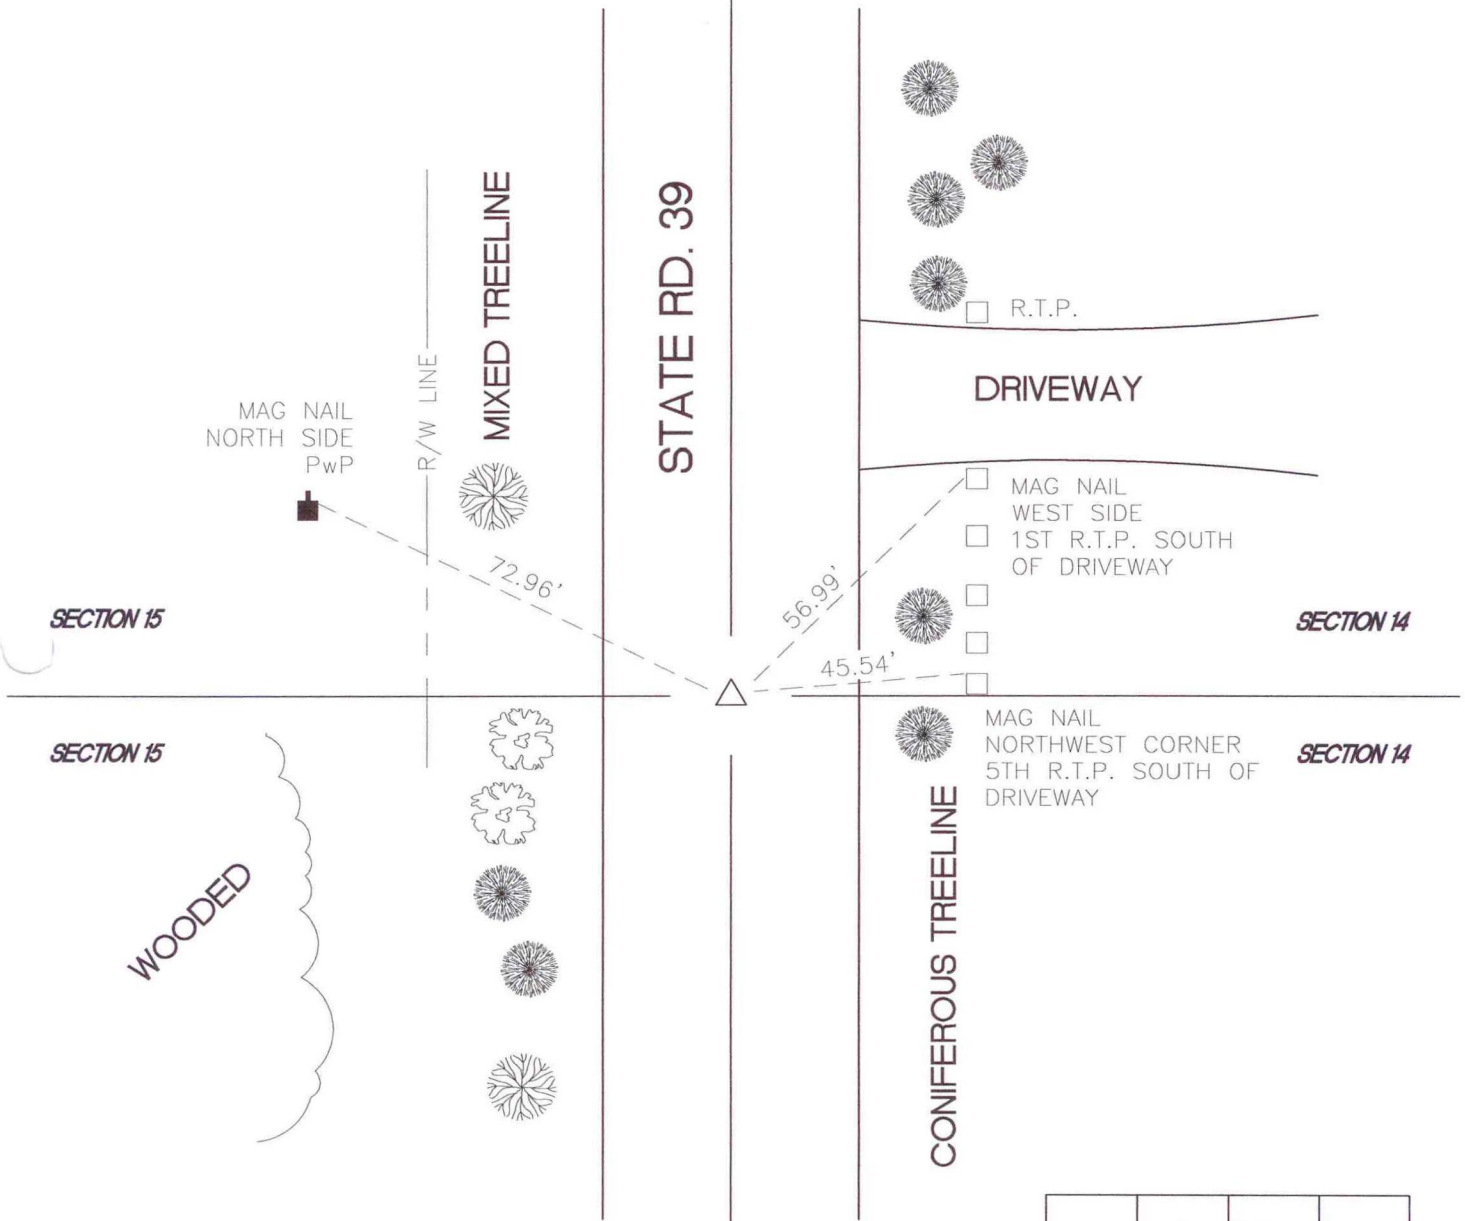 MIXED TREELINE
STATE RD. 39
R.T.P.
DRIVEWAY
R/W LINE
MAG NAIL
NORTH SIDE
PwP
MAG NAIL
WEST SIDE
1ST R.T.P. SOUTH
OF DRIVEWAY
72.96'
56.99'
45.54'
SECTION 15
SECTION 14
SECTION 15
SECTION 14
MAG NAIL
NORTHWEST CORNER
5TH R.T.P. SOUTH OF
DRIVEWAY
WOODED
CONIFEROUS TREELINE